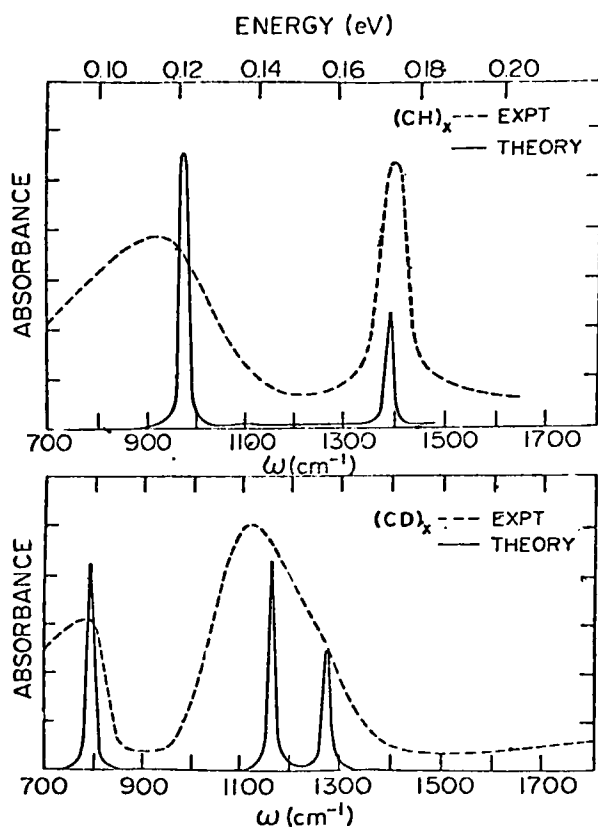 ENERGY (eV)
0.10 0.12 0.14 0.16 0.18 0.20
(CH)x --- EXPT
— THEORY
ABSORBANCE
700 900 1100 1300 1500 1700
ω(cm⁻¹)
(CD)x --- EXPT
— THEORY
ABSORBANCE
700 900 1100 1300 1500 1700
ω(cm⁻¹)